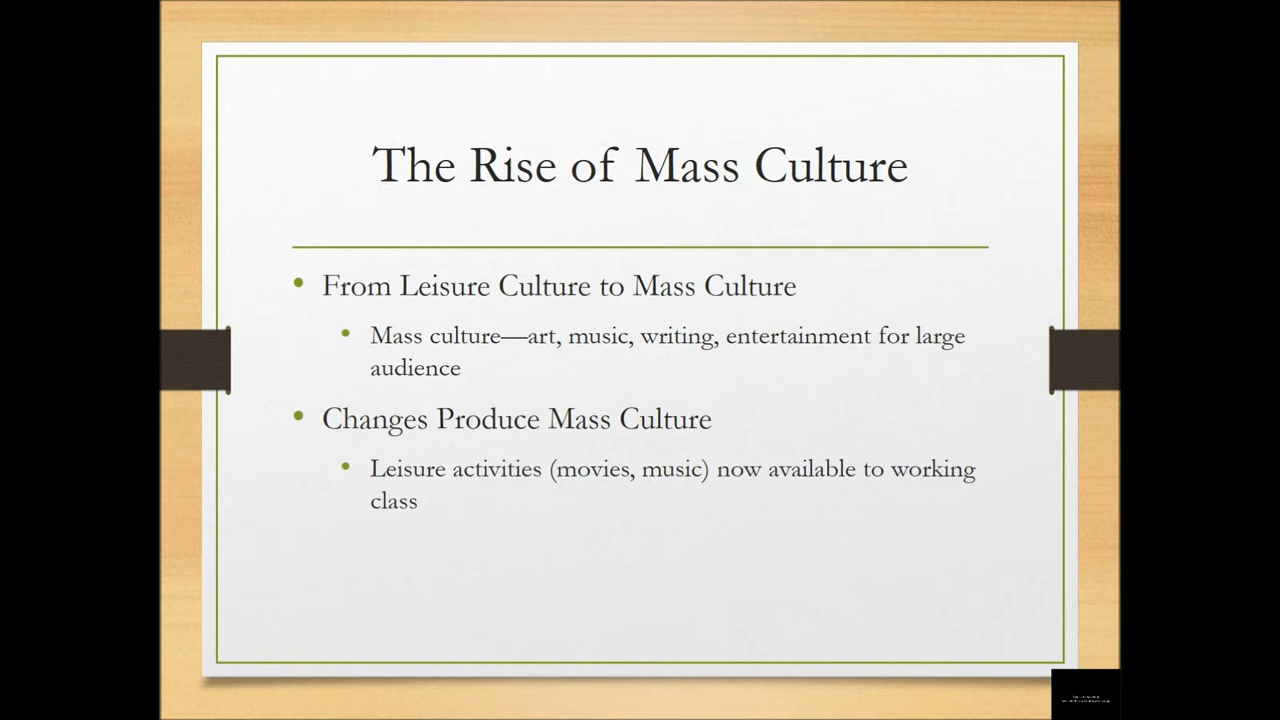 The Rise of Mass Culture
• From Leisure Culture to Mass Culture
• Mass culture—art, music, writing, entertainment for large
audience
• Changes Produce Mass Culture
• Leisure activities (movies, music) now available to working
class